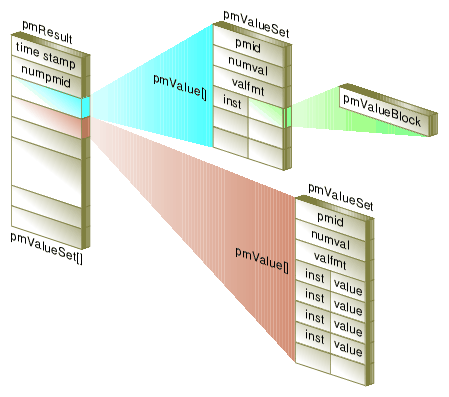 pmResult
time stamp
numpmid
pmValueSet[]
pmValueSet
pmid
numval
valfmt
inst
pmValue[]
pmValueBlock
pmValueSet
pmid
numval
valfmt
inst value
inst value
inst value
inst value
pmValue[]